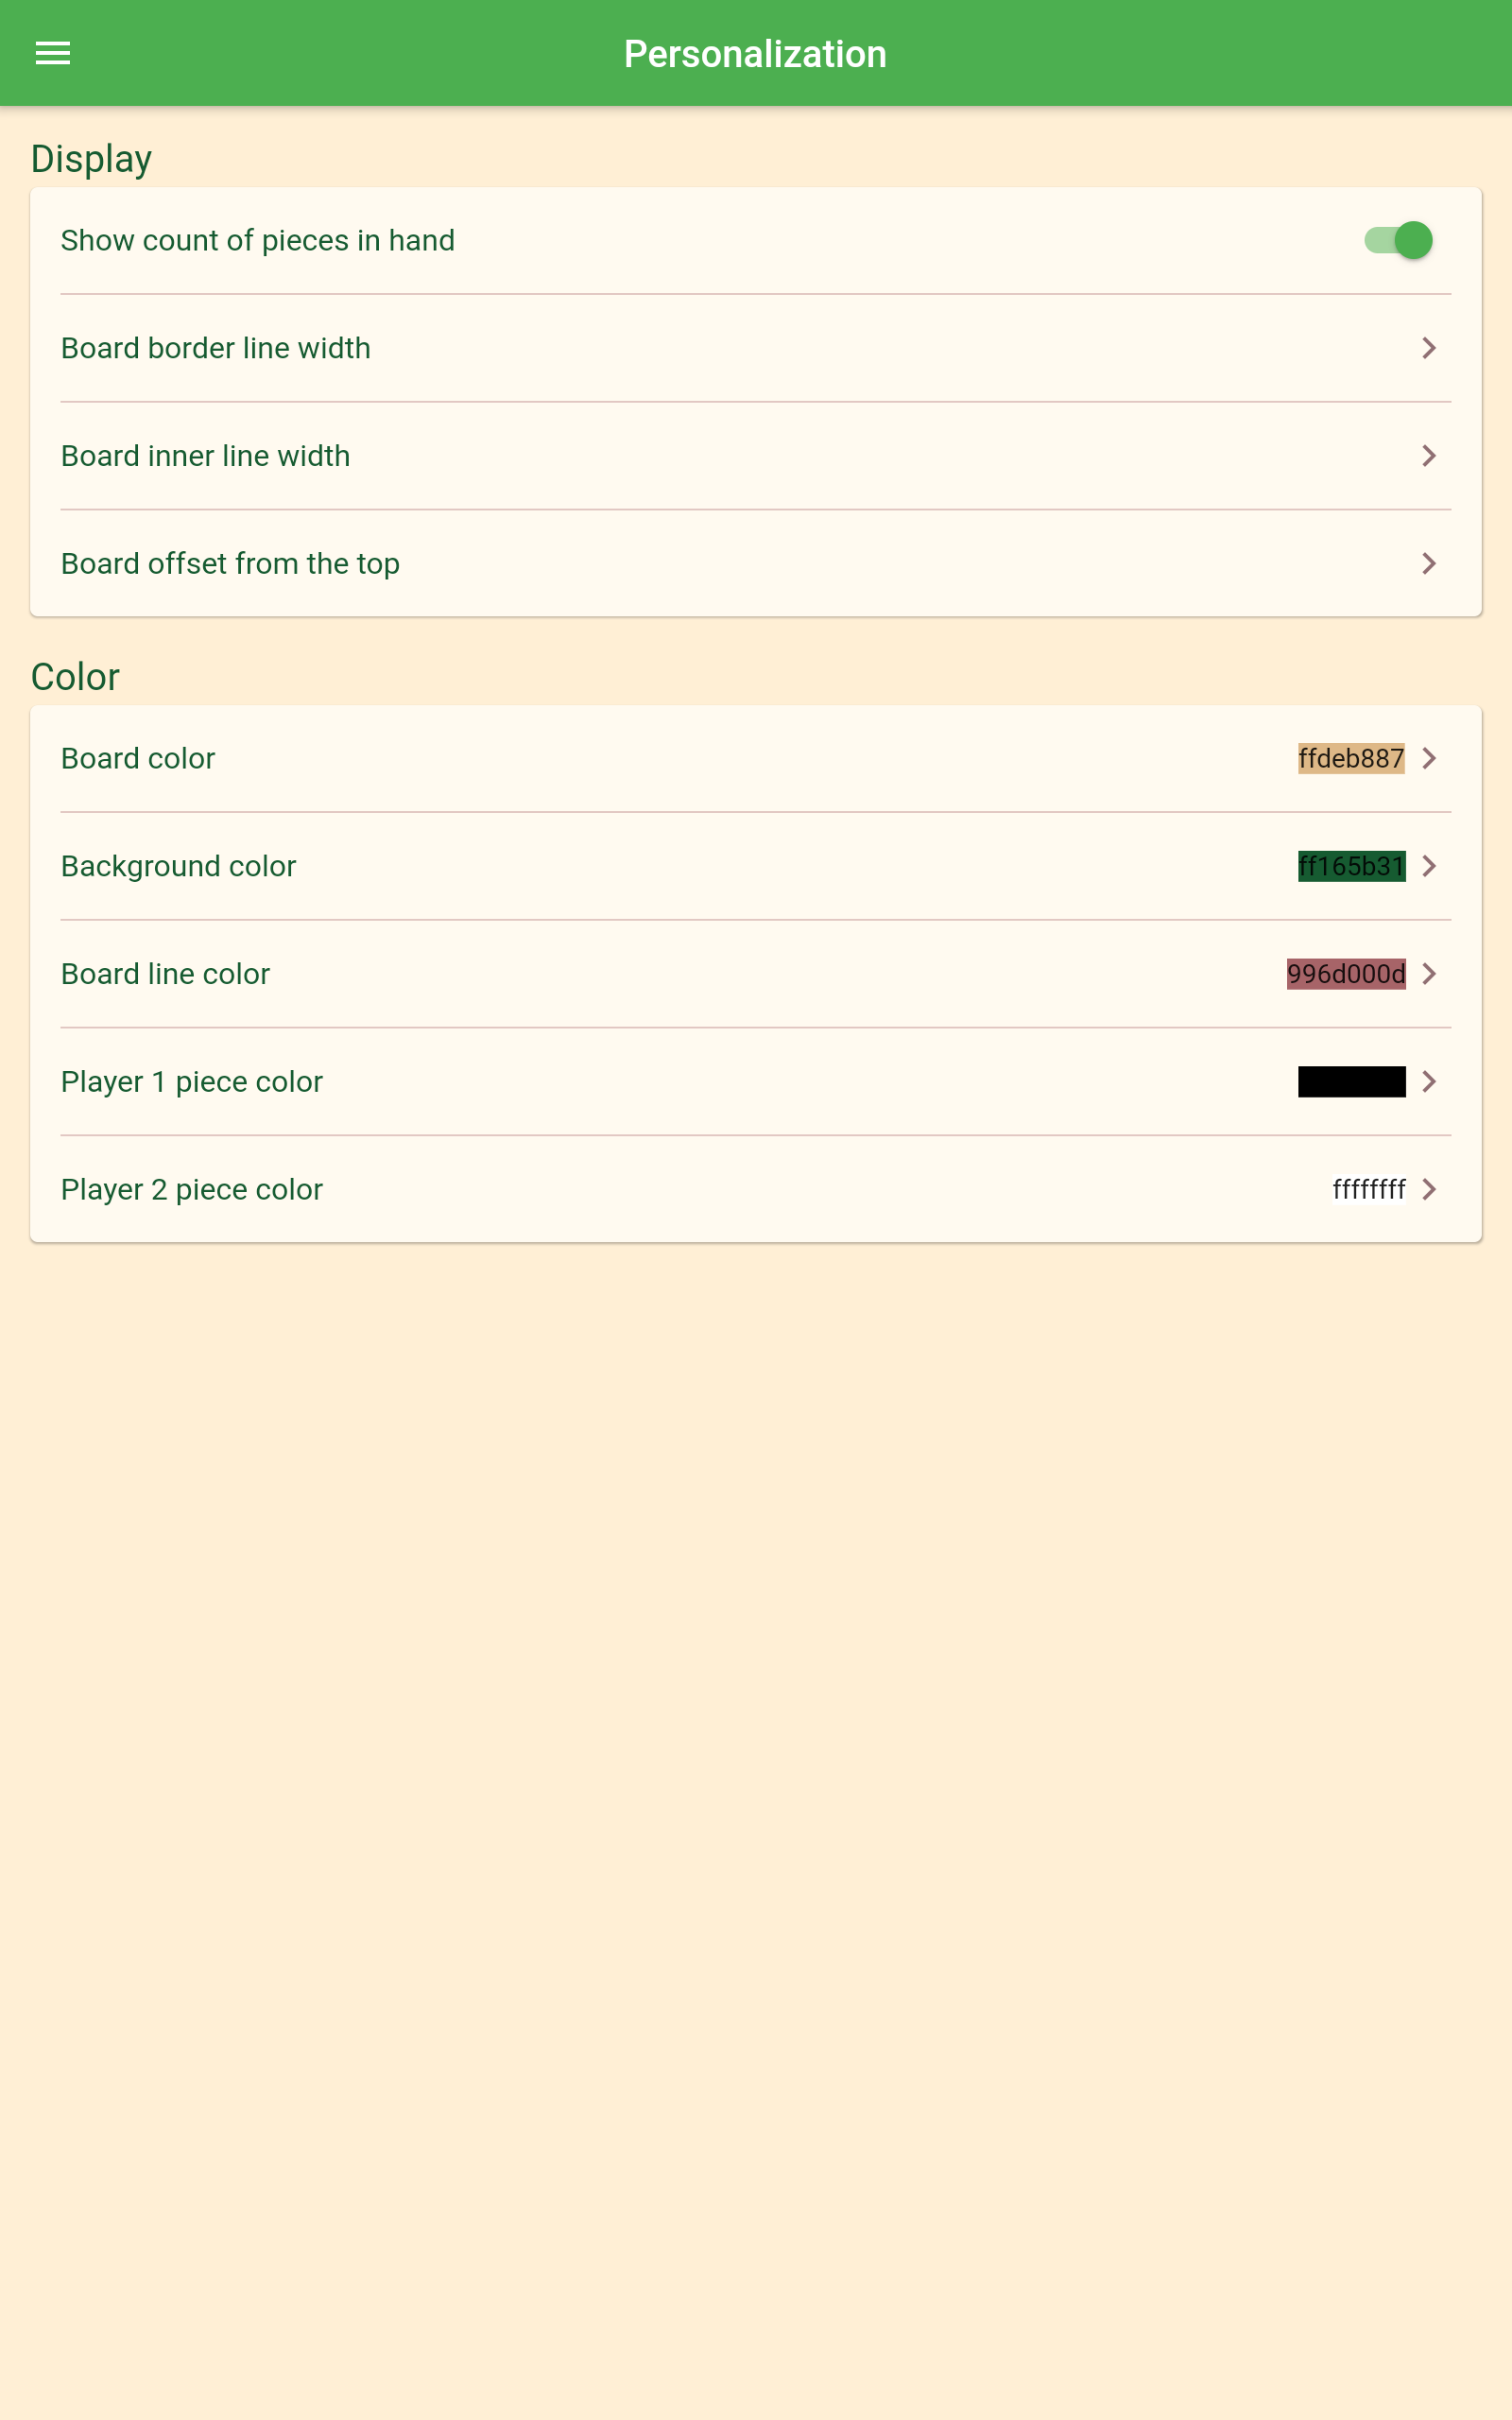 Personalization
Display
Show count of pieces in hand
Board border line width
Board inner line width
Board offset from the top
Color
Board color ffdeb887
Background color ff165b31
Board line color 996d000d
Player 1 piece color
Player 2 piece color ffffffff